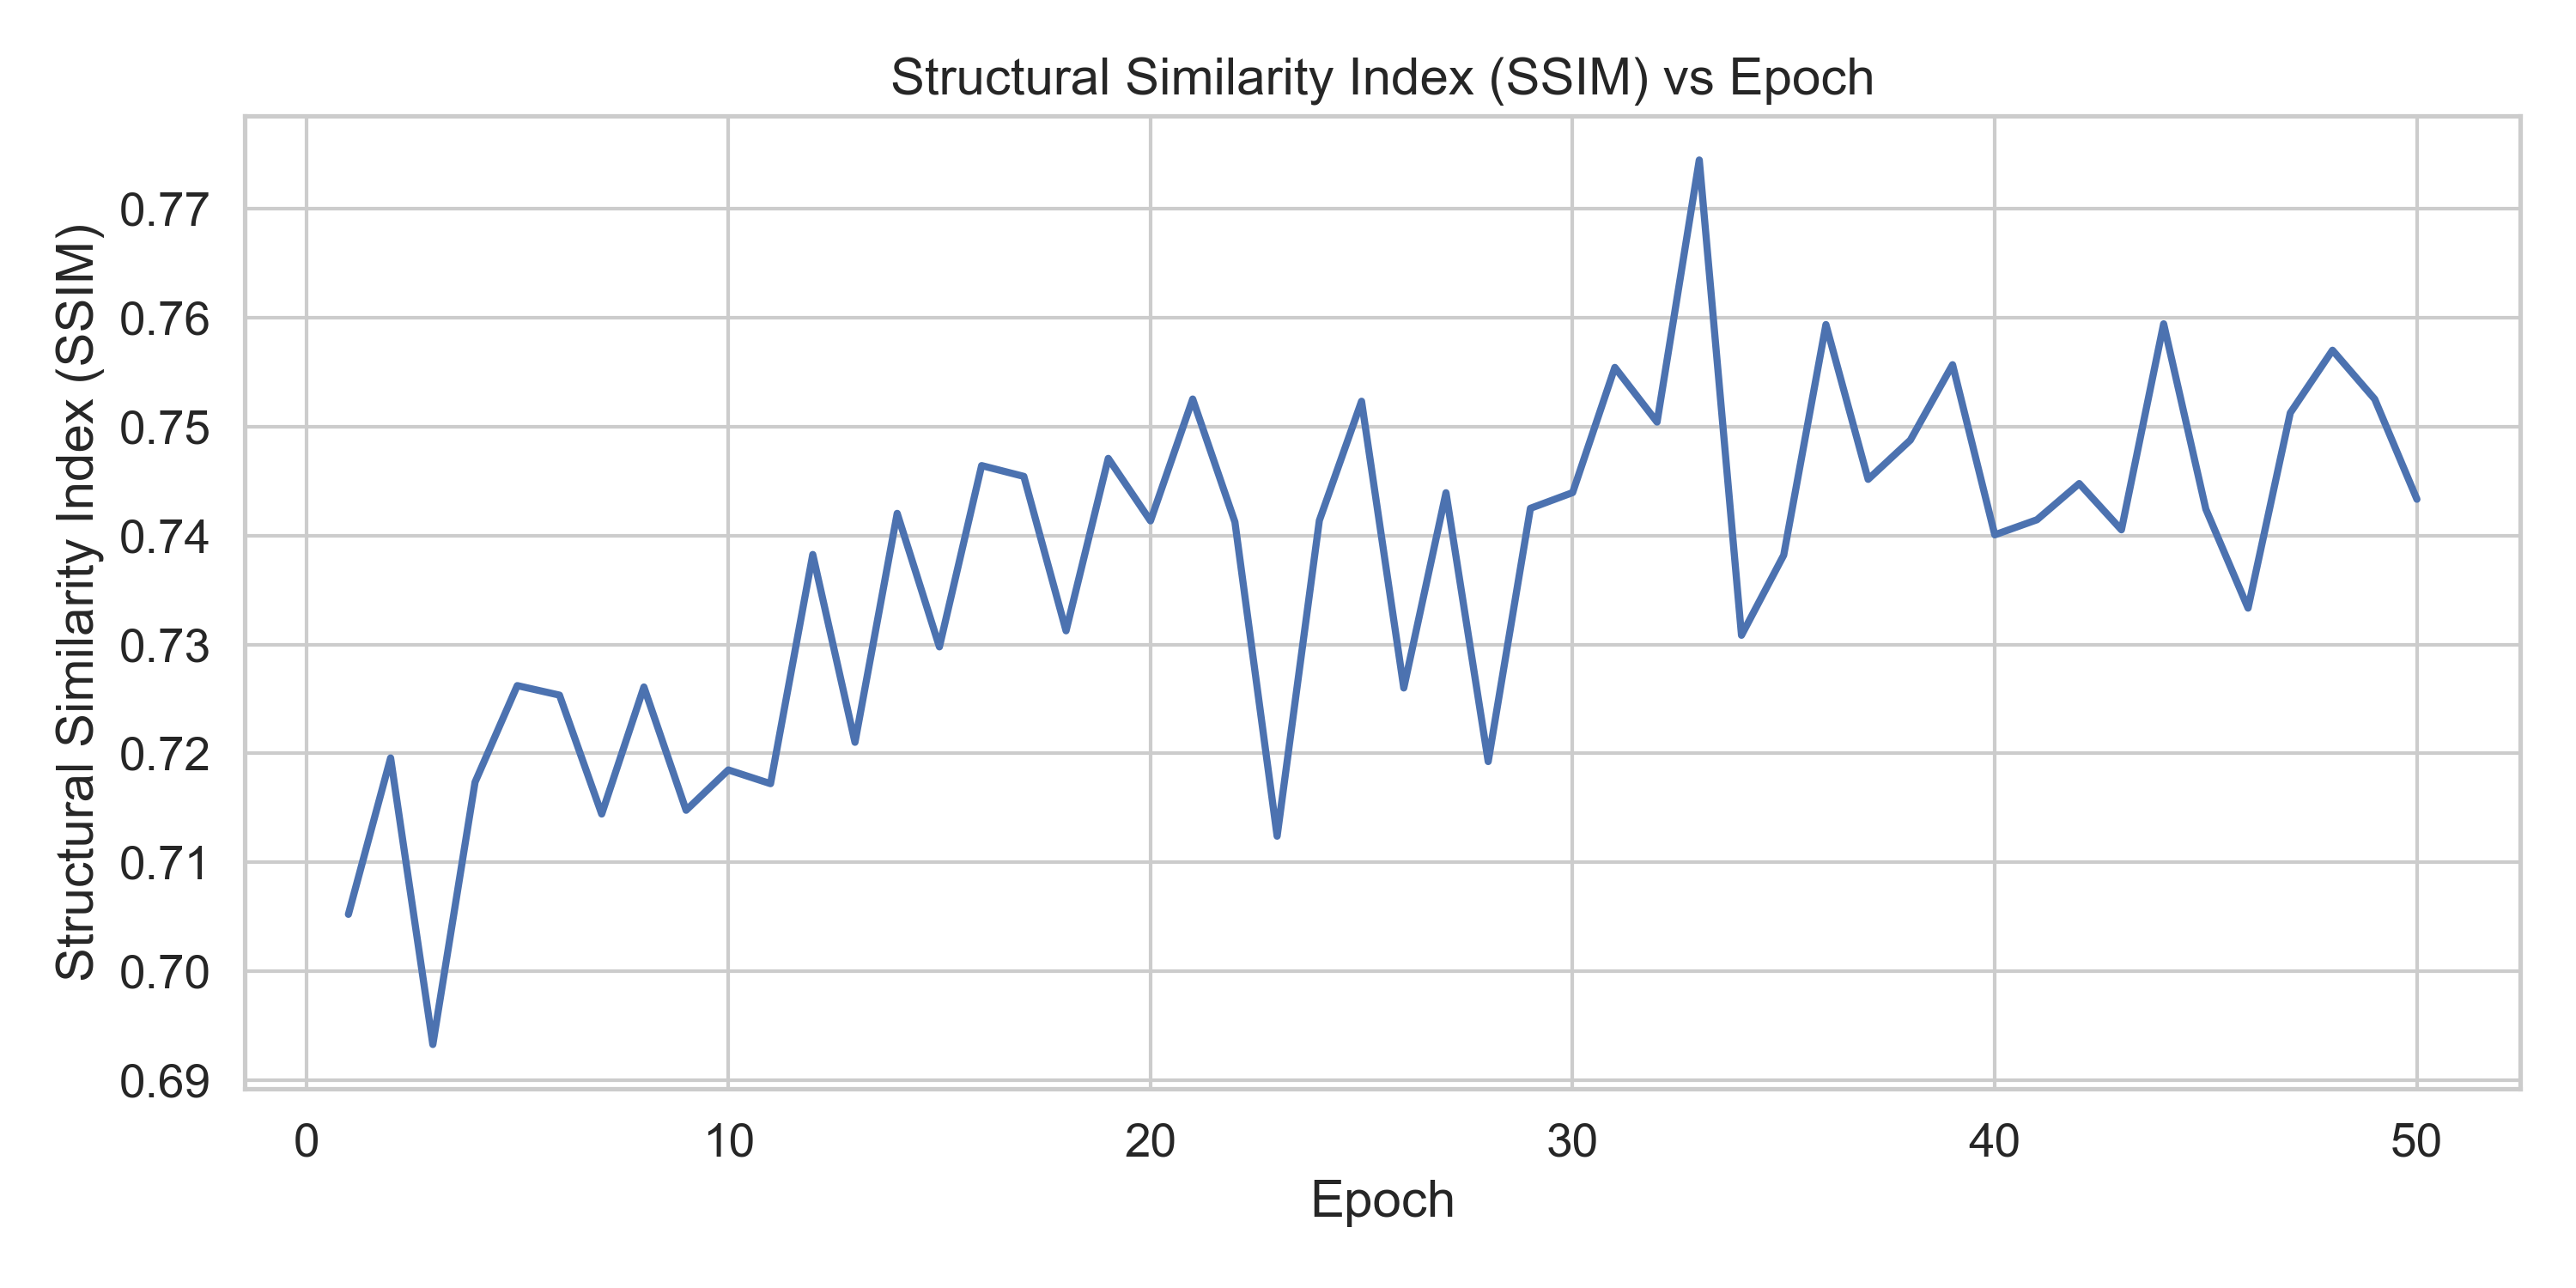 Structural Similarity Index (SSIM) vs Epoch
Structural Similarity Index (SSIM)
0.77
0.76
0.75
0.74
0.73
0.72
0.71
0.70
0.69
0 10 20 30 40 50
Epoch